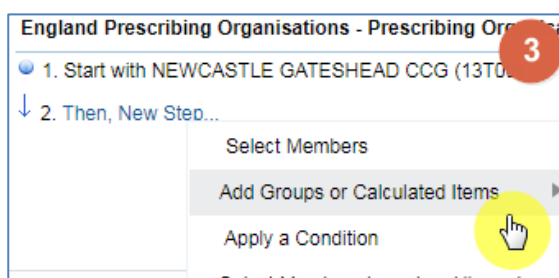 England Prescribing Organisations - Prescribing
3
1. Start with NEWCASTLE GATESHEAD CCG
2. Then, New Step...
Select Members
Add Groups or Calculated Items
Apply a Condition